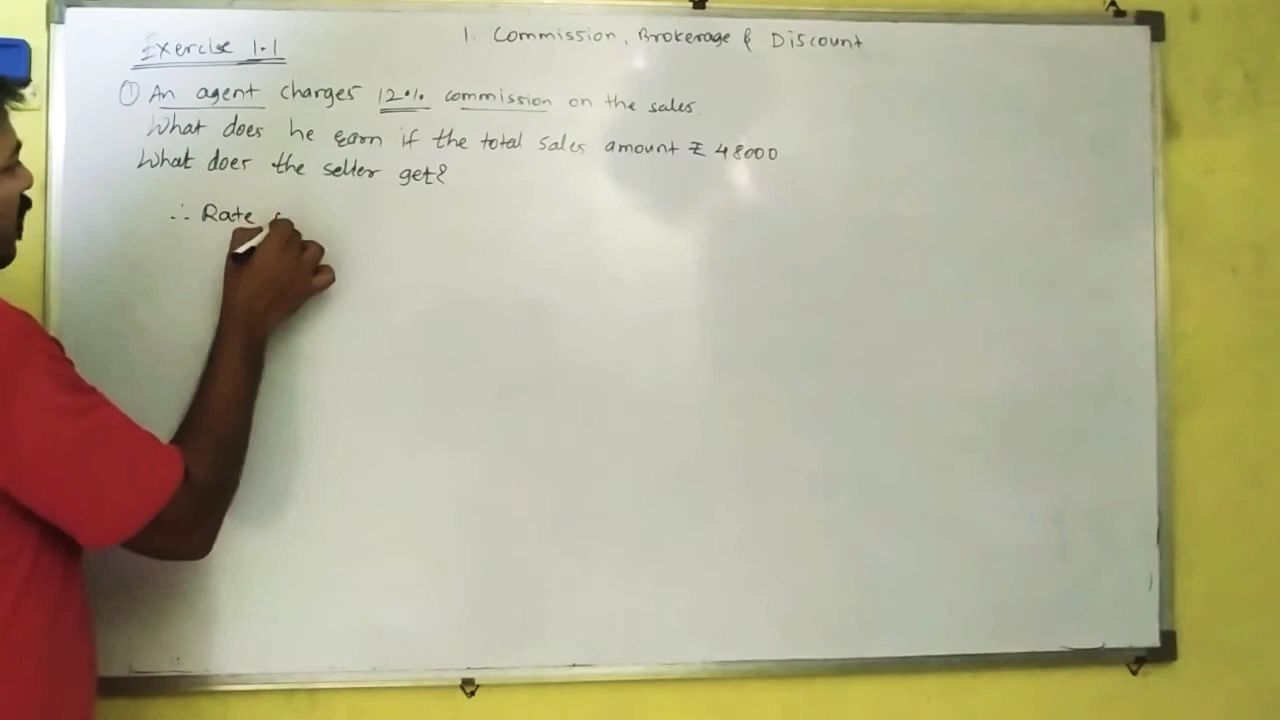 1. Commission, Brokerage & Discount
Exercise 1.1
① An agent charges 12% commission on the sales.
What does he earn if the total sales amount ₹ 48000
What does the seller get?
∴ Rate